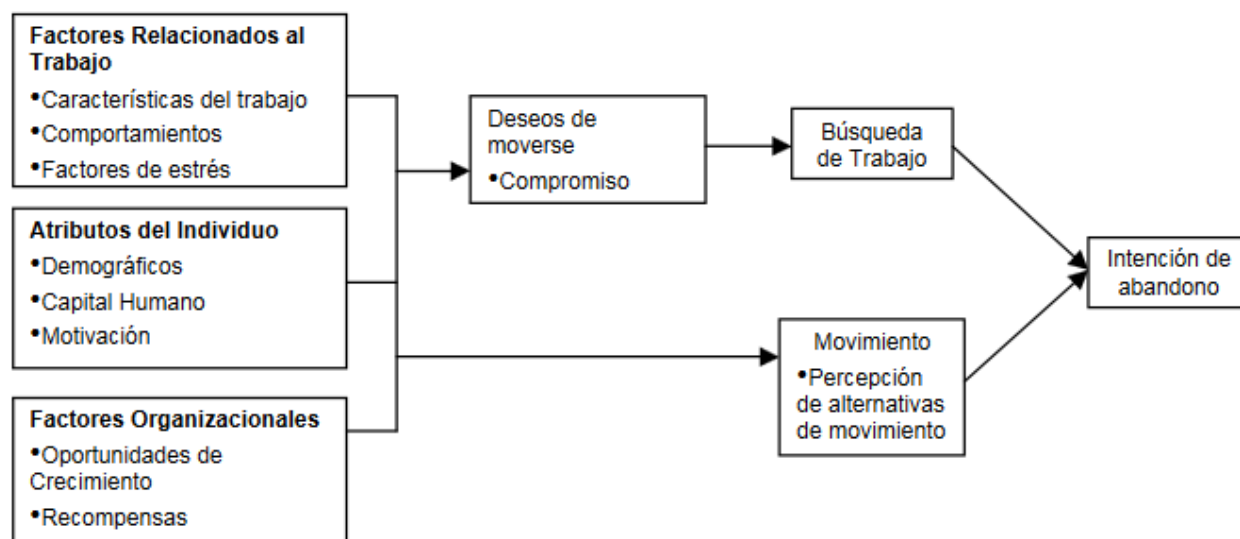 Factores Relacionados al
Trabajo
•Características del trabajo
•Comportamientos
•Factores de estrés
Atributos del Individuo
•Demográficos
•Capital Humano
•Motivación
Factores Organizacionales
•Oportunidades de
Crecimiento
•Recompensas
Deseos de
moverse
•Compromiso
Búsqueda
de Trabajo
Movimiento
•Percepción
de alternativas
de movimiento
Intención de
abandono